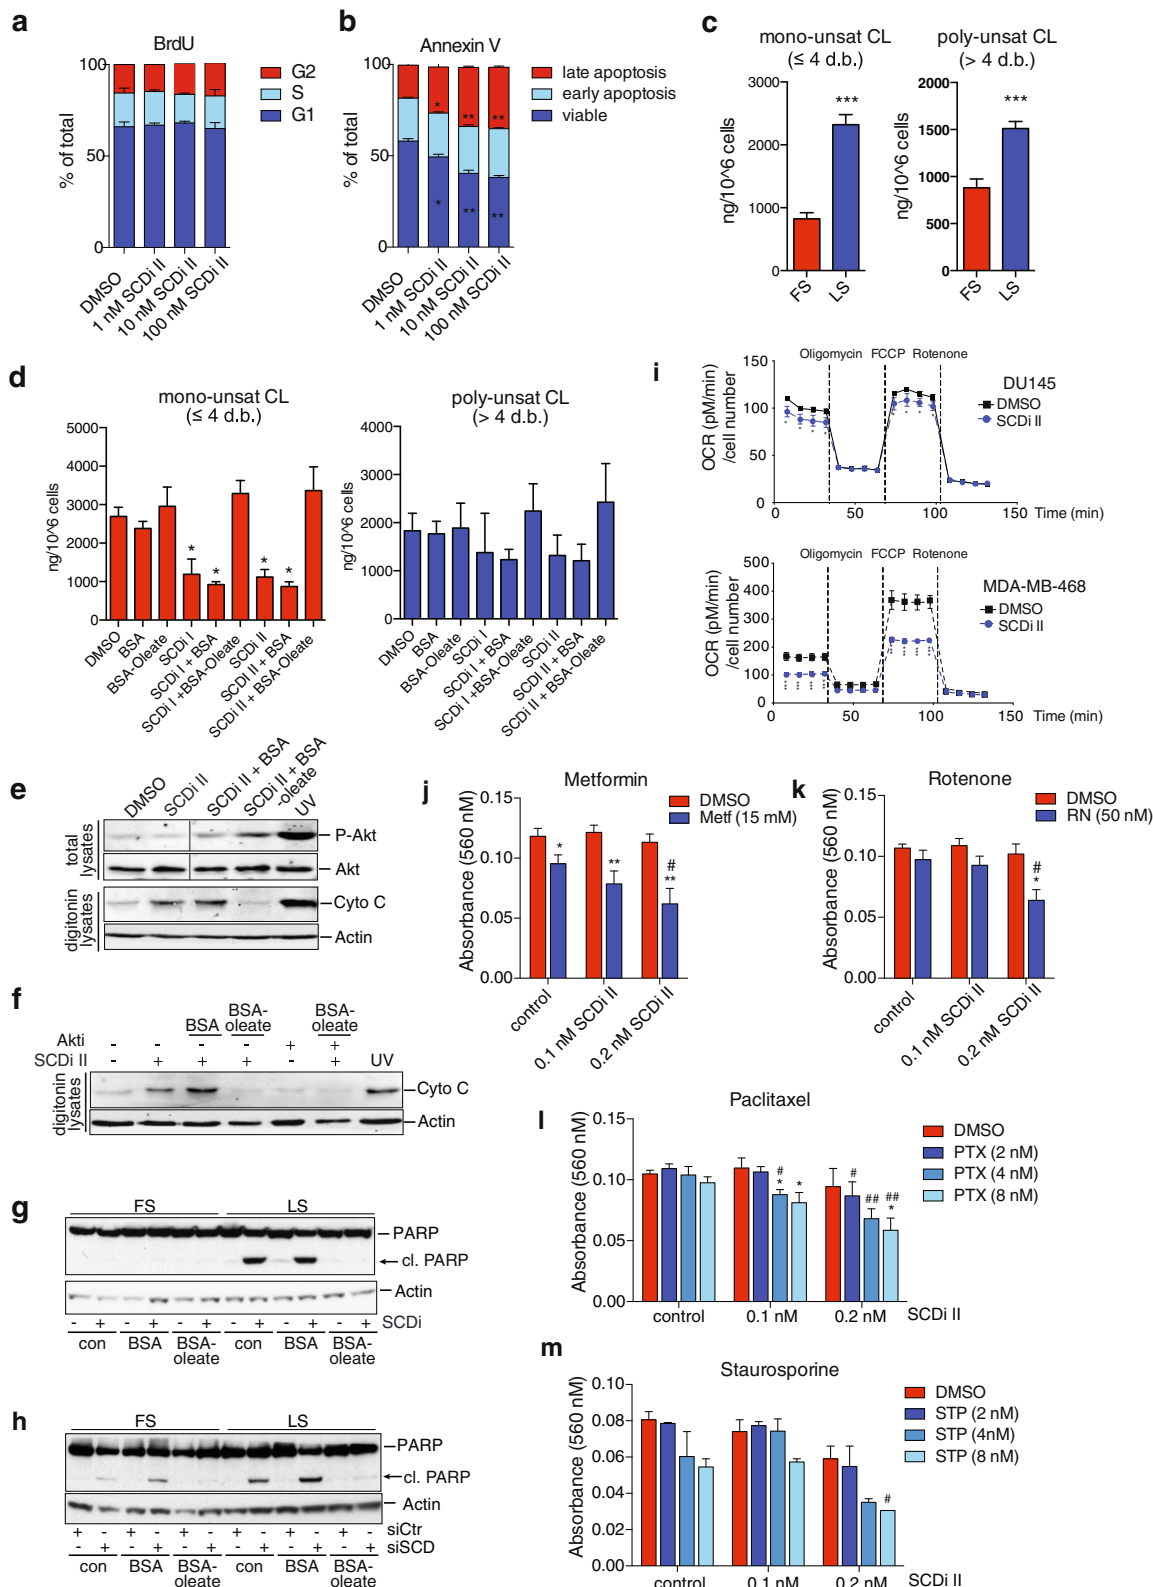 a
BrdU
100
50
0
% of total
G2
S
G1
DMSO
1 nM SCDi II
10 nM SCDi II
100 nM SCDi II
b
Annexin V
100
50
0
% of total
late apoptosis
early apoptosis
viable
*
**
**
*
**
**
DMSO
1 nM SCDi II
10 nM SCDi II
100 nM SCDi II
c
mono-unsat CL
(≤ 4 d.b.)
3000
2000
1000
0
ng/10^6 cells
***
FS
LS
poly-unsat CL
(> 4 d.b.)
2000
1500
1000
500
0
ng/10^6 cells
***
FS
LS
d
mono-unsat CL
(≤ 4 d.b.)
5000
4000
3000
2000
1000
0
ng/10^6 cells
*
*
*
*
DMSO
BSA
BSA-Oleate
SCDi I
SCDi I + BSA
SCDi I +BSA-Oleate
SCDi II
SCDi II + BSA
SCDi II + BSA-Oleate
poly-unsat CL
(> 4 d.b.)
4000
3000
2000
1000
0
ng/10^6 cells
DMSO
BSA
BSA-Oleate
SCDi I
SCDi I + BSA
SCDi I +BSA-Oleate
SCDi II
SCDi II + BSA
SCDi II + BSA-Oleate
i
Oligomycin FCCP Rotenone
150
100
50
0
OCR (pM/min)
/cell number
DU145
DMSO
SCDi II
0 50 100 150 Time (min)
Oligomycin FCCP Rotenone
500
400
300
200
100
0
OCR (pM/min)
/cell number
MDA-MB-468
DMSO
SCDi II
0 50 100 150
Time (min)
e
DMSO
SCDi II
SCDi II + BSA
SCDi II + BSA
-oleate
UV
total
lysates
P-Akt
Akt
digitonin
lysates
Cyto C
Actin
f
BSA
BSA-
oleate
BSA-
oleate
Akti - - - - + +
SCDi II - + + + - + UV
digitonin
lysates
Cyto C
Actin
g
FS LS
PARP
cl. PARP
Actin
- + - + - + - + - + - + SCDi
con BSA BSA-
oleate
con BSA BSA-
oleate
h
FS LS
PARP
cl. PARP
Actin
+ - + - + - + - + - + - siCtr
- + - + - + - + - + - + siSCD
con BSA BSA-
oleate
con BSA BSA-
oleate
j
Metformin
0.15
0.10
0.05
0.00
Absorbance (560 nM)
DMSO
Metf (15 mM)
*
**
#
**
control
0.1 nM SCDi II
0.2 nM SCDi II
k
Rotenone
0.15
0.10
0.05
0.00
Absorbance (560 nM)
DMSO
RN (50 nM)
#
*
control
0.1 nM SCDi II
0.2 nM SCDi II
l
Paclitaxel
0.15
0.10
0.05
0.00
Absorbance (560 nM)
DMSO
PTX (2 nM)
PTX (4 nM)
PTX (8 nM)
#
*
*
#
##
##
*
control 0.1 nM 0.2 nM SCDi II
m
Staurosporine
0.10
0.08
0.06
0.04
0.02
0.00
Absorbance (560 nM)
DMSO
STP (2 nM)
STP (4nM)
STP (8 nM)
#
control 0.1 nM 0.2 nM SCDi II